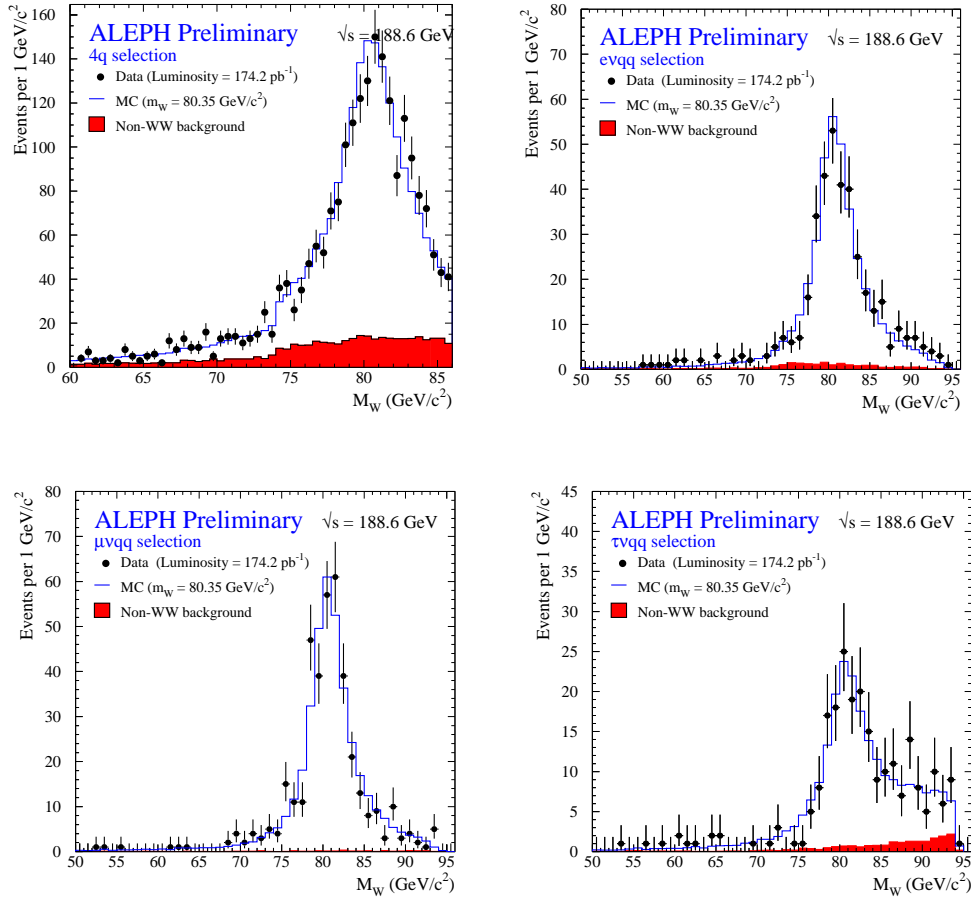 ALEPH Preliminary
√s = 188.6 GeV
4q selection
Data (Luminosity = 174.2 pb⁻¹)
MC (m_W = 80.35 GeV/c²)
Non-WW background
Events per 1 GeV/c²
0
20
40
60
80
100
120
140
160
60
65
70
75
80
85
M_W (GeV/c²)
ALEPH Preliminary
√s = 188.6 GeV
eνqq selection
Data (Luminosity = 174.2 pb⁻¹)
MC (m_W = 80.35 GeV/c²)
Non-WW background
Events per 1 GeV/c²
0
10
20
30
40
50
60
70
80
50
55
60
65
70
75
80
85
90
95
M_W (GeV/c²)
ALEPH Preliminary
√s = 188.6 GeV
μνqq selection
Data (Luminosity = 174.2 pb⁻¹)
MC (m_W = 80.35 GeV/c²)
Non-WW background
Events per 1 GeV/c²
0
10
20
30
40
50
60
70
80
50
55
60
65
70
75
80
85
90
95
M_W (GeV/c²)
ALEPH Preliminary
√s = 188.6 GeV
τνqq selection
Data (Luminosity = 174.2 pb⁻¹)
MC (m_W = 80.35 GeV/c²)
Non-WW background
Events per 1 GeV/c²
0
5
10
15
20
25
30
35
40
45
50
55
60
65
70
75
80
85
90
95
M_W (GeV/c²)